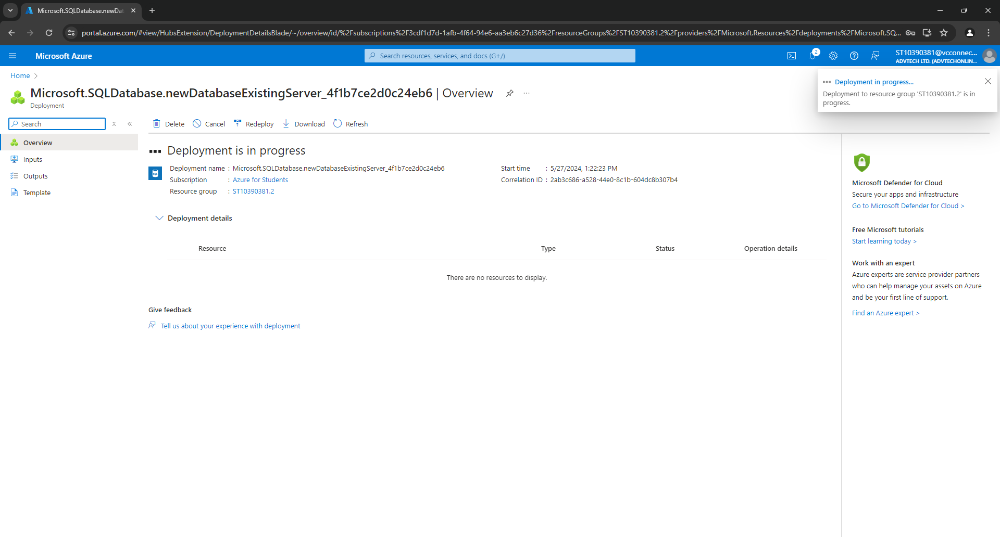 Microsoft.SQLDatabase.newDat
portal.azure.com/#view/HubsExtension/DeploymentDetailsBlade/~/overview/id/%2Fsubscriptions%2F3cdf1d7d-1afb-4f64-94e6-aa3eb6c27d36%2FresourceGroups%2FST10390381.2%2Fproviders%2FMicrosoft.Resources%2Fdeployments%2FMicrosoft.SQ...
Microsoft Azure
Search resources, services, and docs (G+/)
2
ST10390381@vcconnec...
ADVTECH LTD. (ADVTECHONLIN...
Home
Deployment in progress...
Deployment to resource group 'ST10390381.2' is in
progress.
Microsoft.SQLDatabase.newDatabaseExistingServer_4f1b7ce2d0c24eb6 | Overview
Deployment
Search
Delete
Cancel
Redeploy
Download
Refresh
Overview
Inputs
Outputs
Template
Deployment is in progress
SQL
Deployment name : Microsoft.SQLDatabase.newDatabaseExistingServer_4f1b7ce2d0c24eb6
Subscription : Azure for Students
Resource group : ST10390381.2
Start time : 5/27/2024, 1:22:23 PM
Correlation ID : 2ab3c686-a528-44e0-8c1b-604dc8b307b4
Deployment details
Resource Type Status Operation details
There are no resources to display.
Give feedback
Tell us about your experience with deployment
Microsoft Defender for Cloud
Secure your apps and infrastructure
Go to Microsoft Defender for Cloud >
Free Microsoft tutorials
Start learning today >
Work with an expert
Azure experts are service provider partners
who can help manage your assets on Azure
and be your first line of support.
Find an Azure expert >